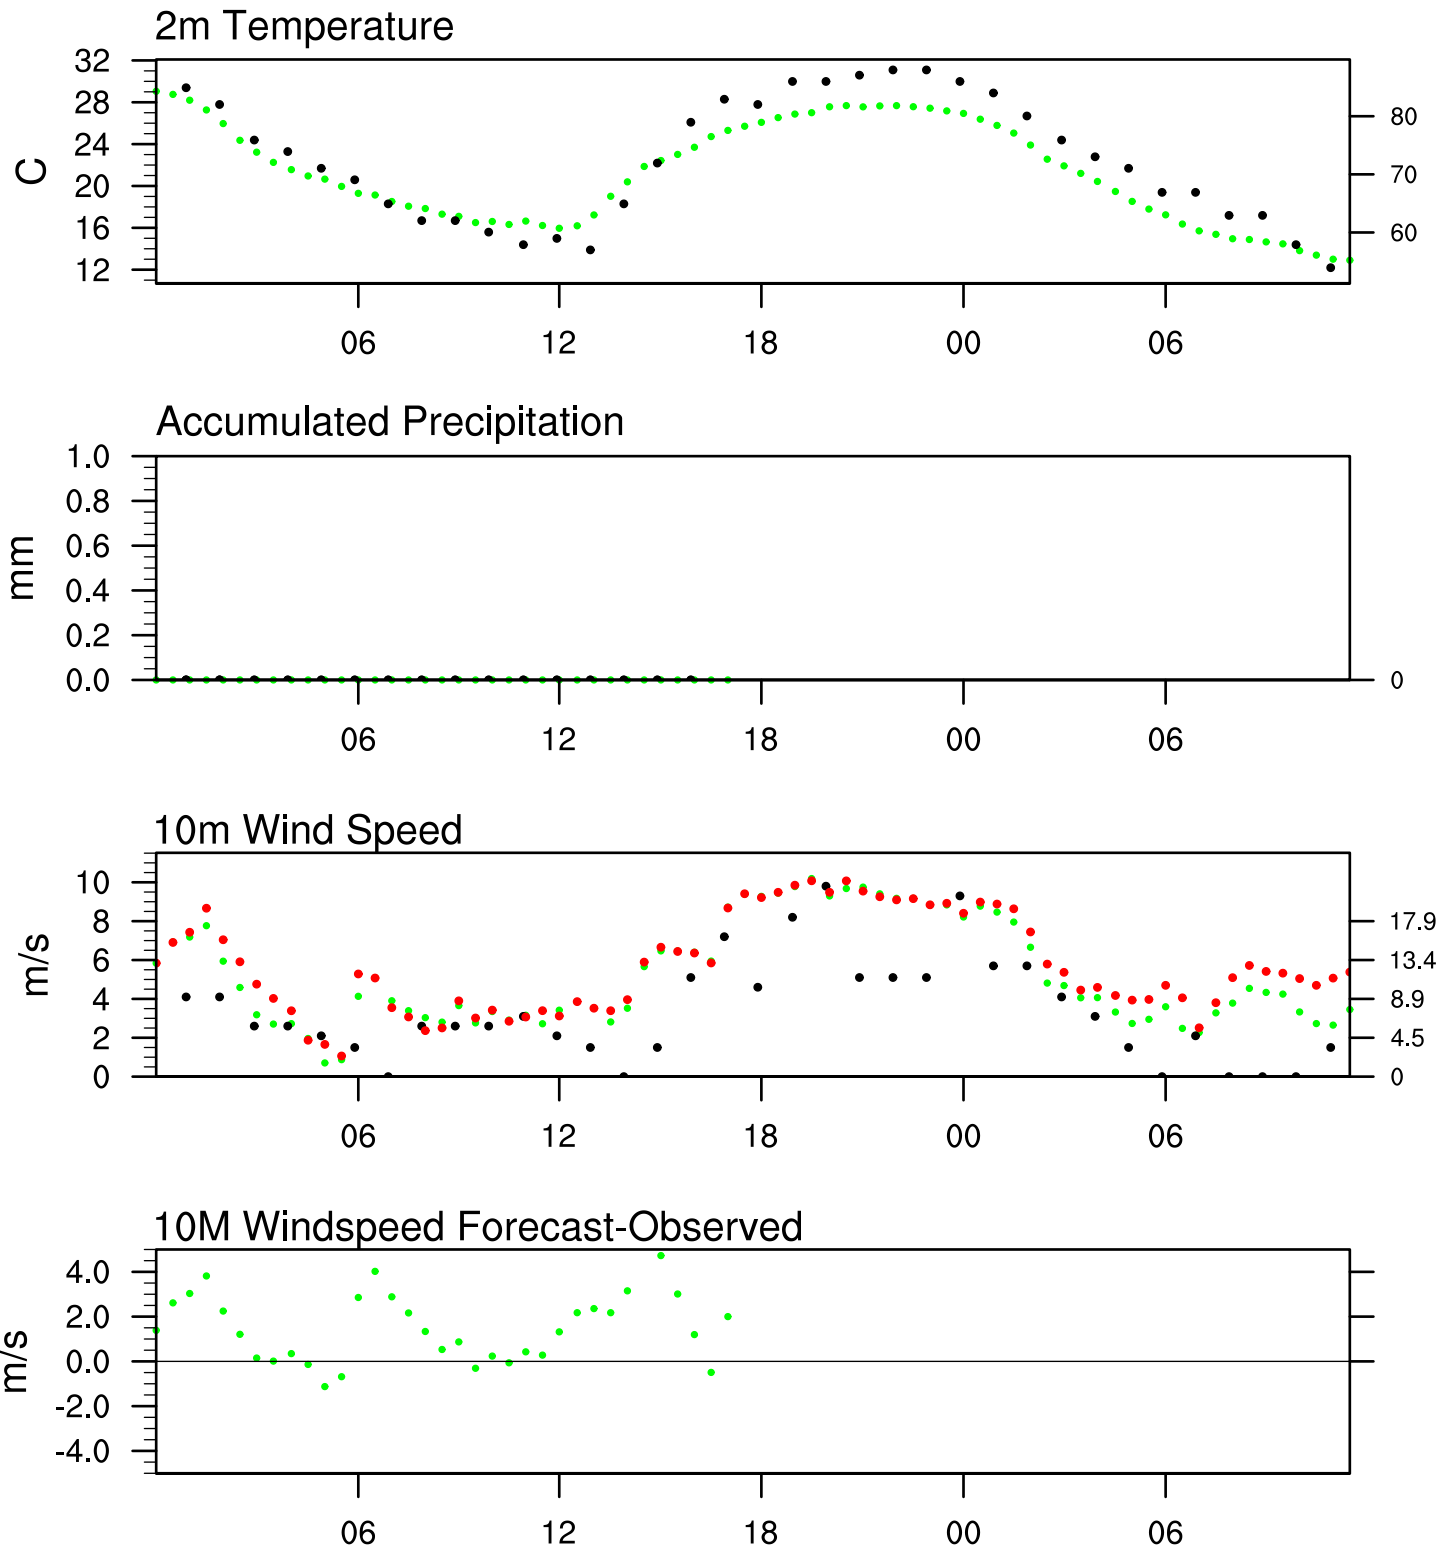 2m Temperature
32
28
24
20
16
12
C
80
70
60
06 12 18 00 06
Accumulated Precipitation
1.0
0.8
0.6
0.4
0.2
0.0
mm
0
06 12 18 00 06
10m Wind Speed
10
8
6
4
2
0
m/s
17.9
13.4
8.9
4.5
0
06 12 18 00 06
10M Windspeed Forecast-Observed
4.0
2.0
0.0
-2.0
-4.0
m/s
06 12 18 00 06